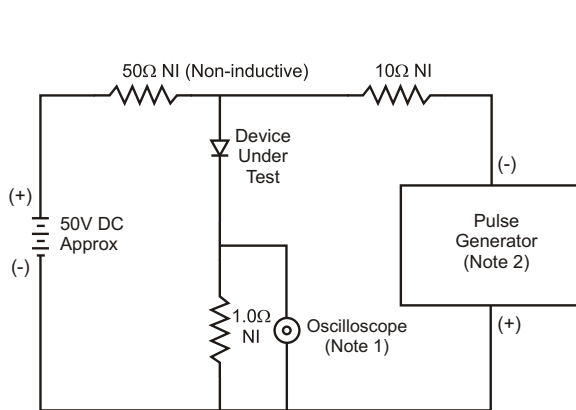 50Ω NI (Non-inductive)
10Ω NI
Device
Under
Test
(-)
(+)
50V DC
Approx
(-)
Pulse
Generator
(Note 2)
1.0Ω
NI
Oscilloscope
(Note 1)
(+)